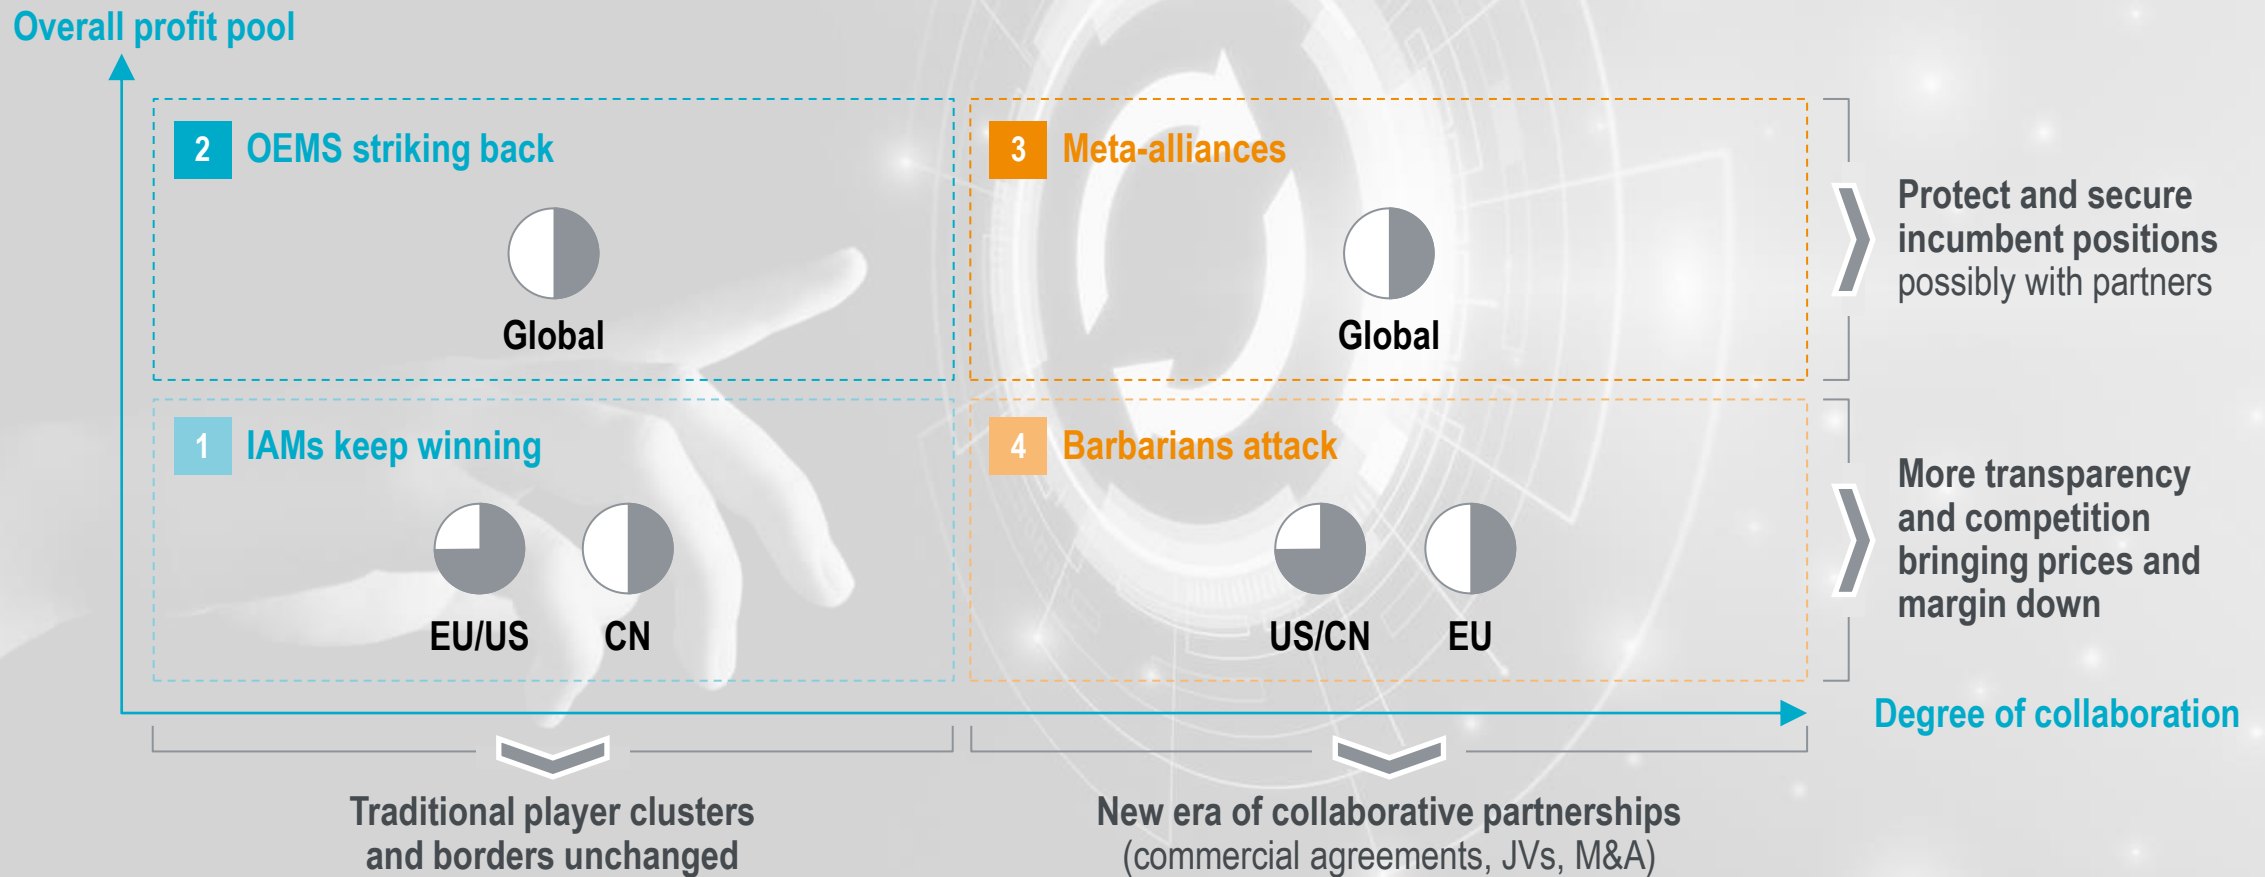 Overall profit pool
2 OEMS striking back
Global
3 Meta-alliances
Global
Protect and secure
incumbent positions
possibly with partners
1 IAMs keep winning
EU/US CN
4 Barbarians attack
US/CN EU
More transparency
and competition
bringing prices and
margin down
Degree of collaboration
Traditional player clusters
and borders unchanged
New era of collaborative partnerships
(commercial agreements, JVs, M&A)